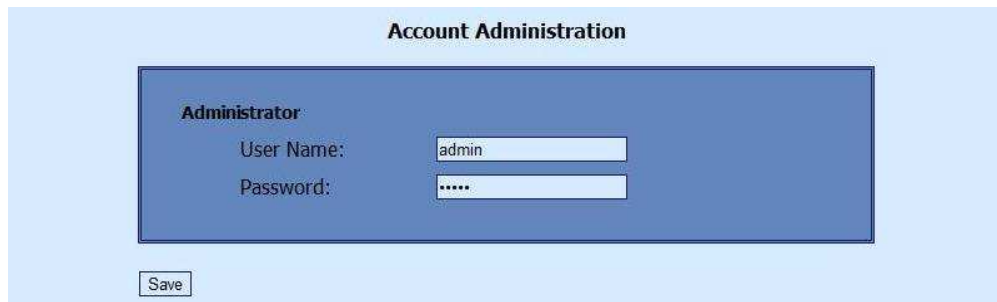 Account Administration
Administrator
User Name: admin
Password: •••••
Save